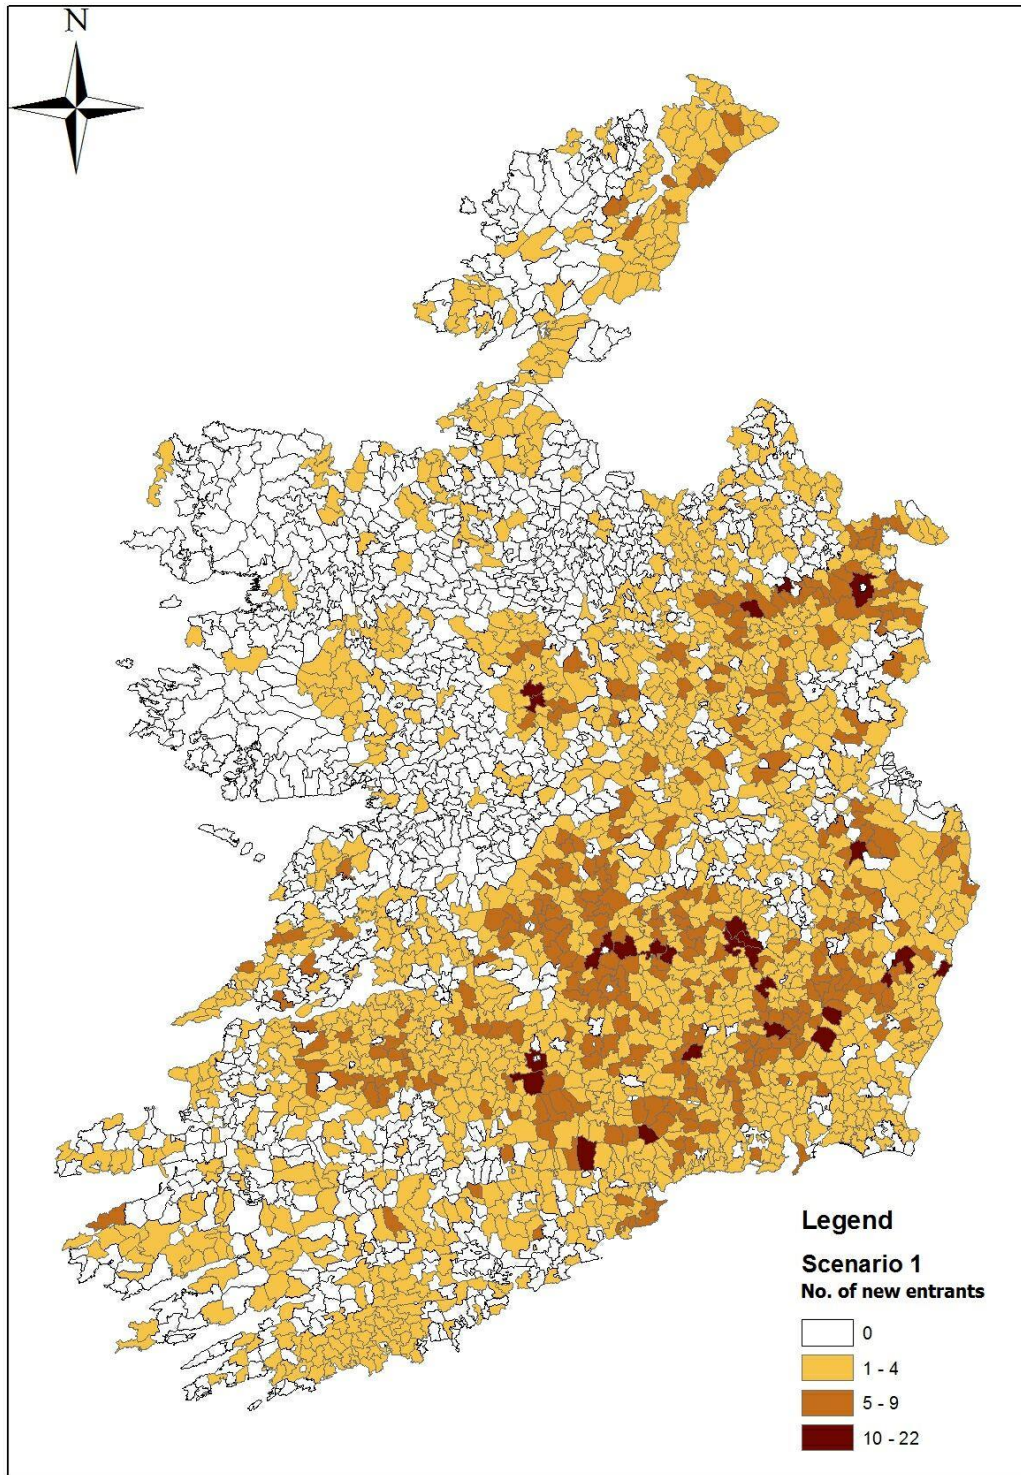 N
Legend
Scenario 1
No. of new entrants
0
1 - 4
5 - 9
10 - 22